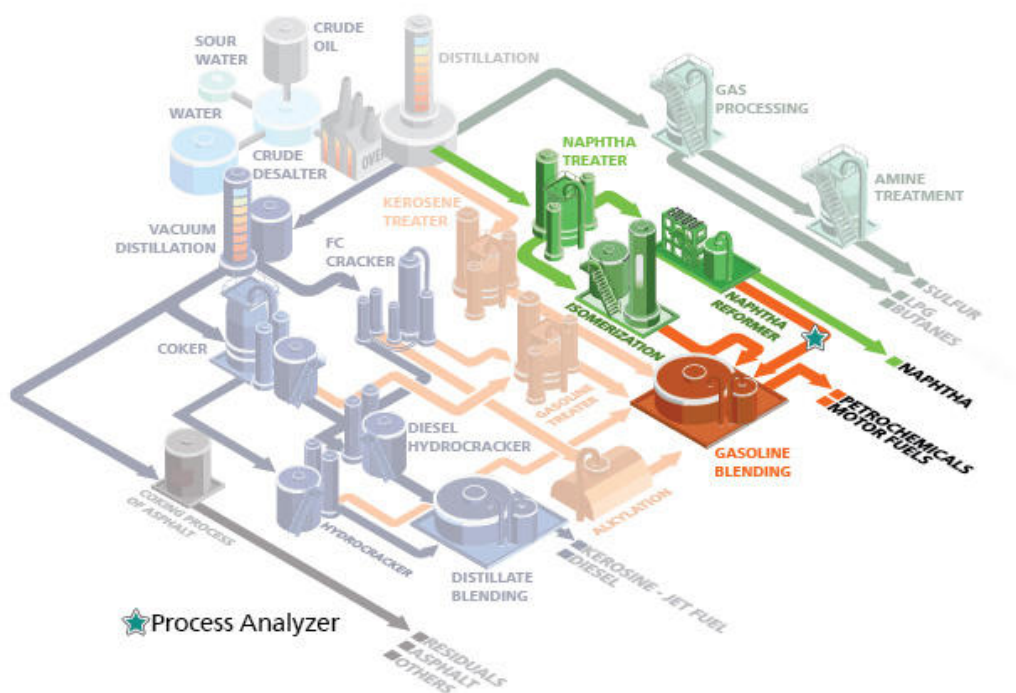 CRUDE
OIL
SOUR
WATER
DISTILLATION
WATER
GAS
PROCESSING
OVEN
CRUDE
DESALTER
NAPHTHA
TREATER
AMINE
TREATMENT
KEROSENE
TREATER
VACUUM
DISTILLATION
FC
CRACKER
NAPHTHA
REFORMER
SULFUR
LPG
BUTANES
ISOMERIZATION
COKER
NAPHTHA
GASOLINE
TREATER
PETROCHEMICALS
MOTOR FUELS
DIESEL
HYDROCRACKER
GASOLINE
BLENDING
COKING PROCESS
OF ASPHALT
HYDROCRACKER
ALKYLATION
KEROSINE - JET FUEL
DIESEL
DISTILLATE
BLENDING
Process Analyzer
RESIDUALS
ASPHALT
OTHERS